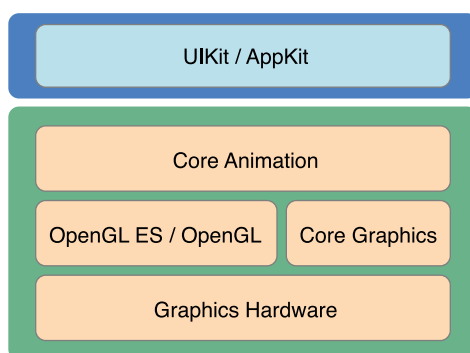 UIKit / AppKit
Core Animation
OpenGL ES / OpenGL
Core Graphics
Graphics Hardware